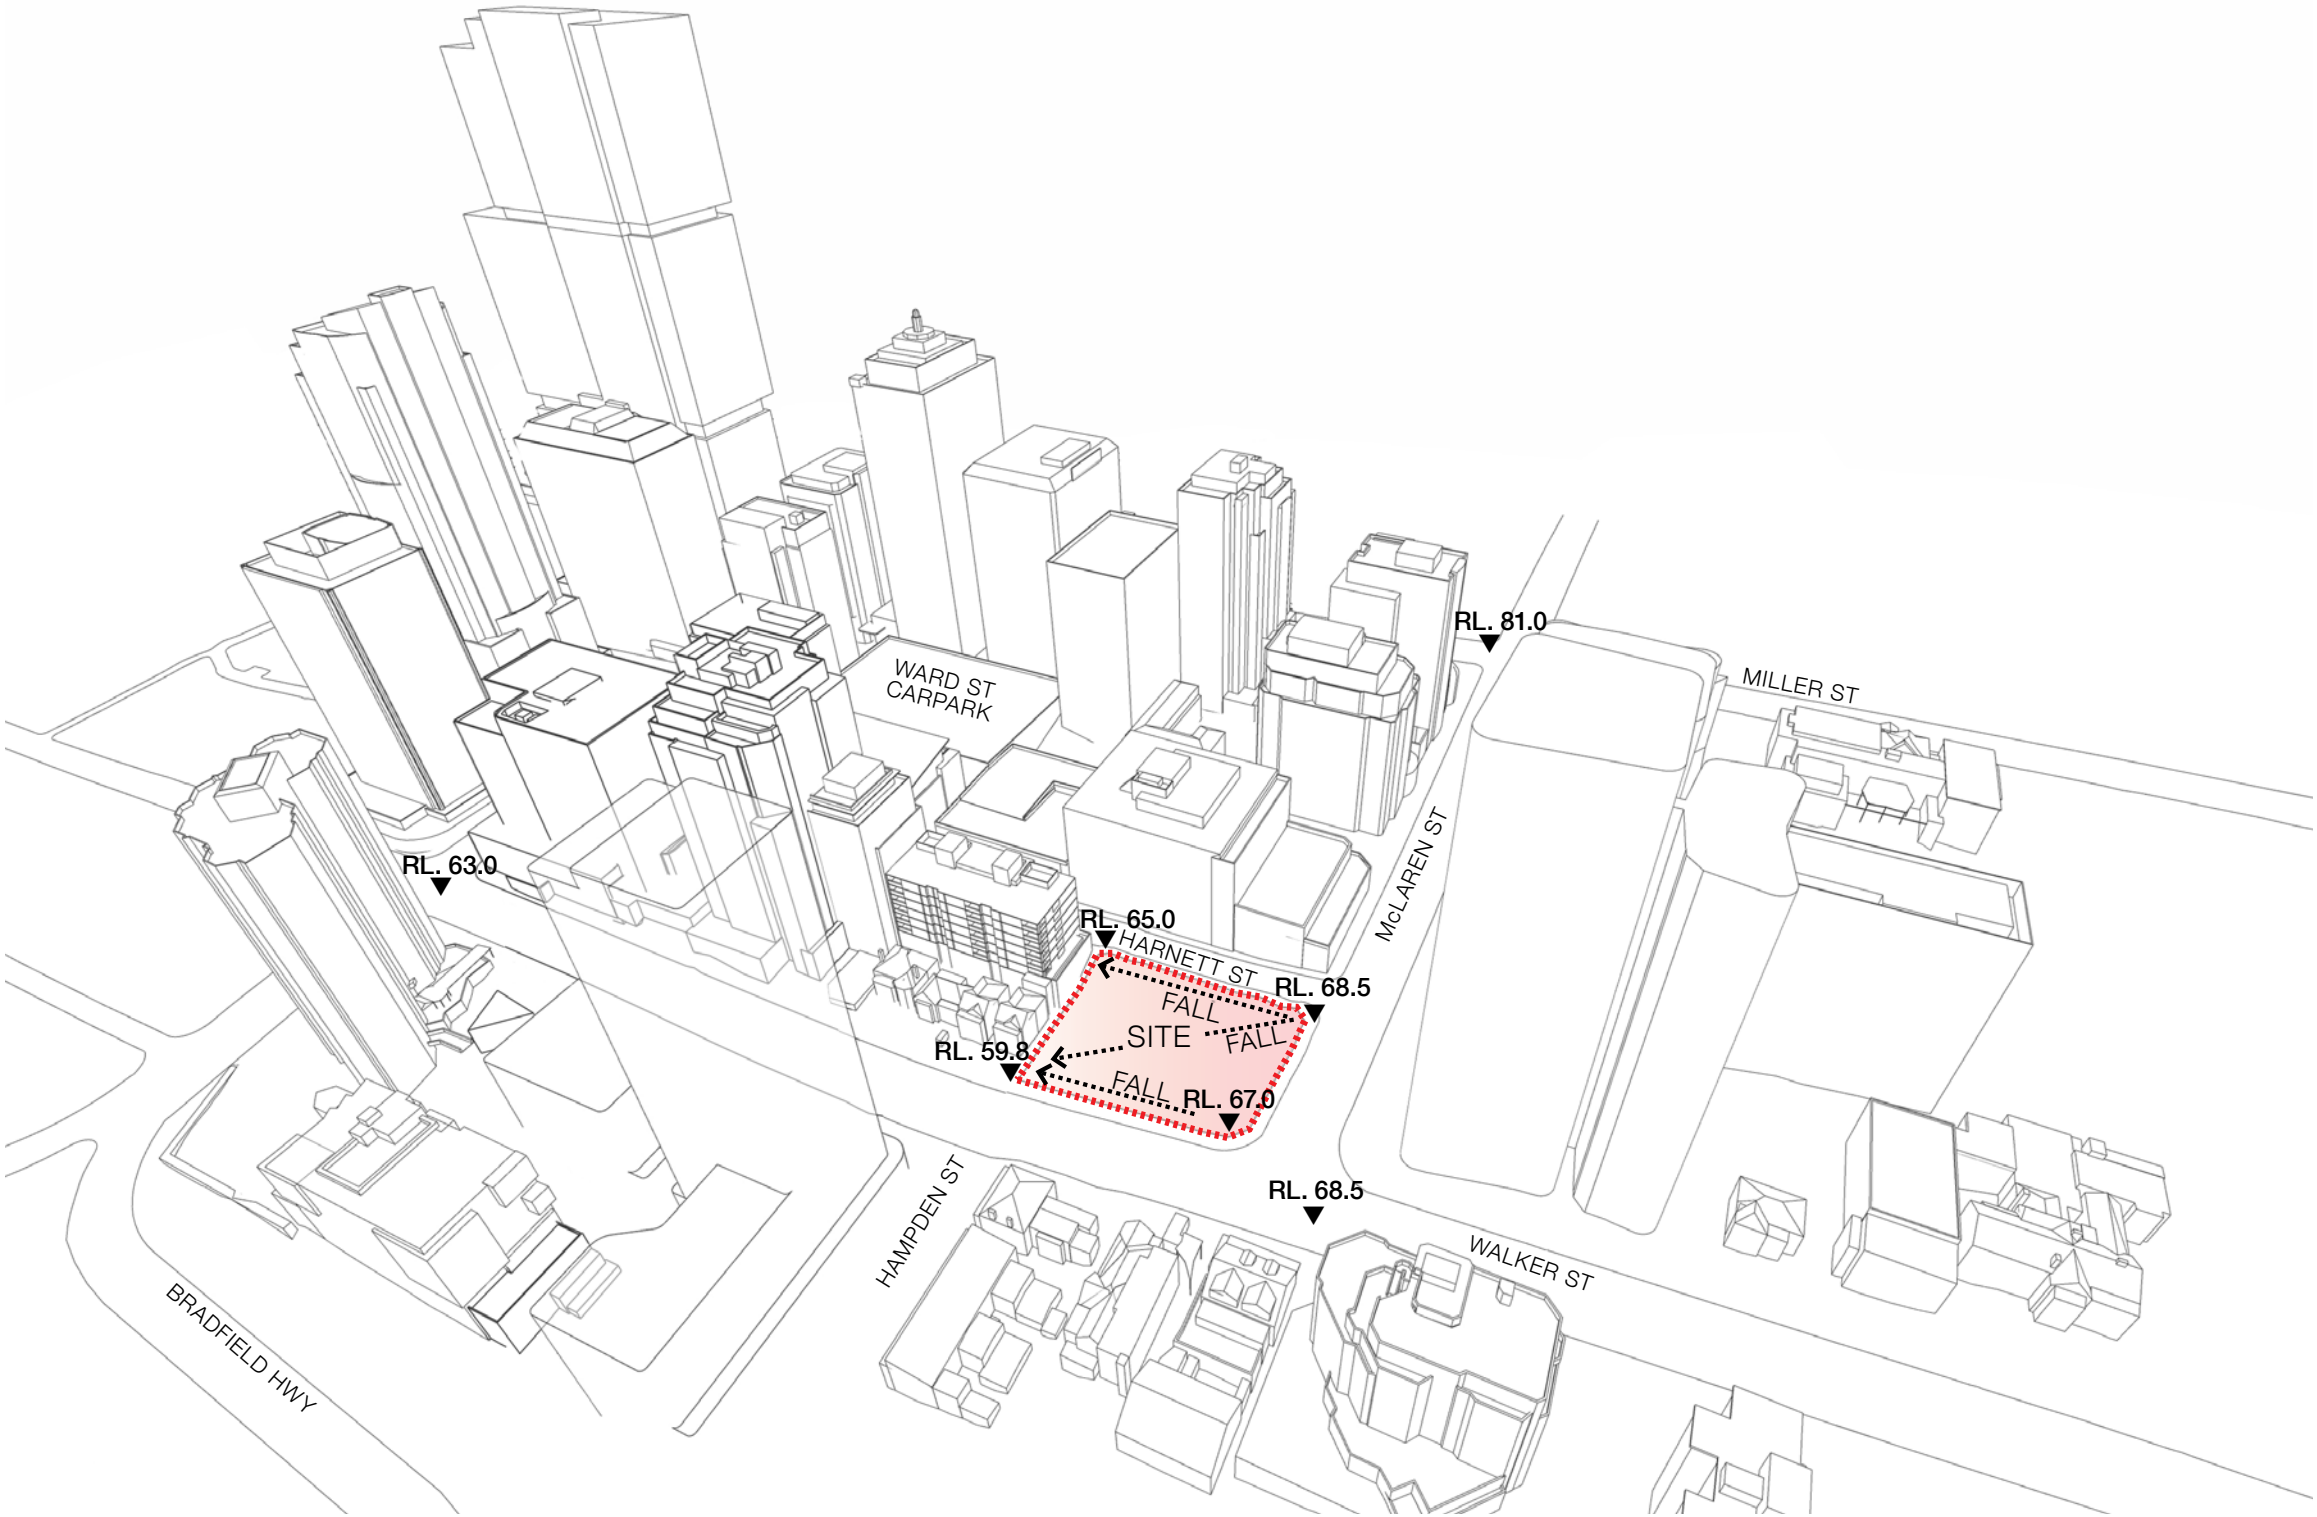 RL. 81.0
WARD ST
CARPARK
MILLER ST
McLAREN ST
RL. 63.0
RL. 65.0
HARNETT ST
RL. 68.5
FALL
SITE
FALL
RL. 59.8
FALL
RL. 67.0
HAMPDEN ST
RL. 68.5
WALKER ST
BRADFIELD HWY